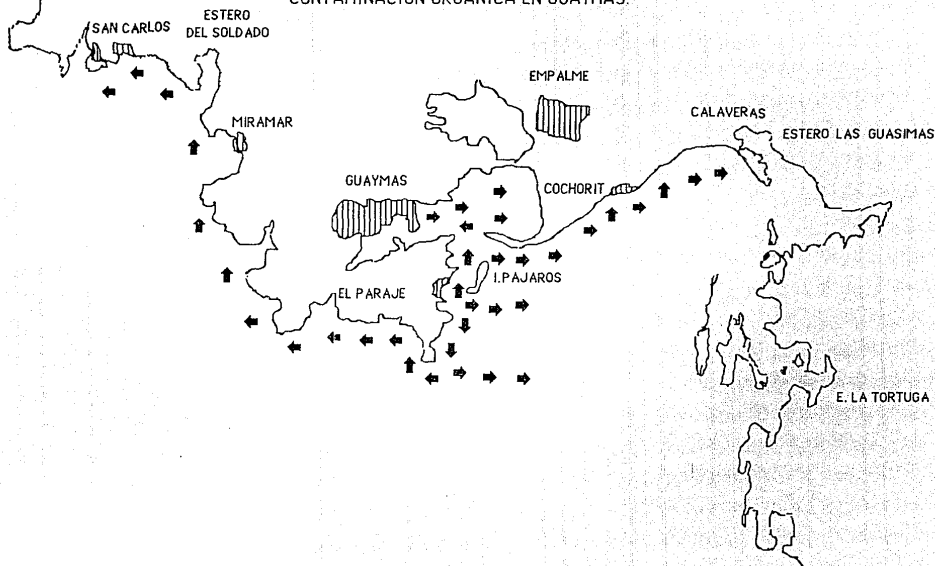 CONTAMINACION ORGANICA EN GUAYMAS.
ESTERO
DEL SOLDADO
SAN CARLOS
EMPALME
CALAVERAS
MIRAMAR
ESTERO LAS GUASIMAS
GUAYMAS
COCHORIT
I.PAJAROS
EL PARAJE
E. LA TORTUGA